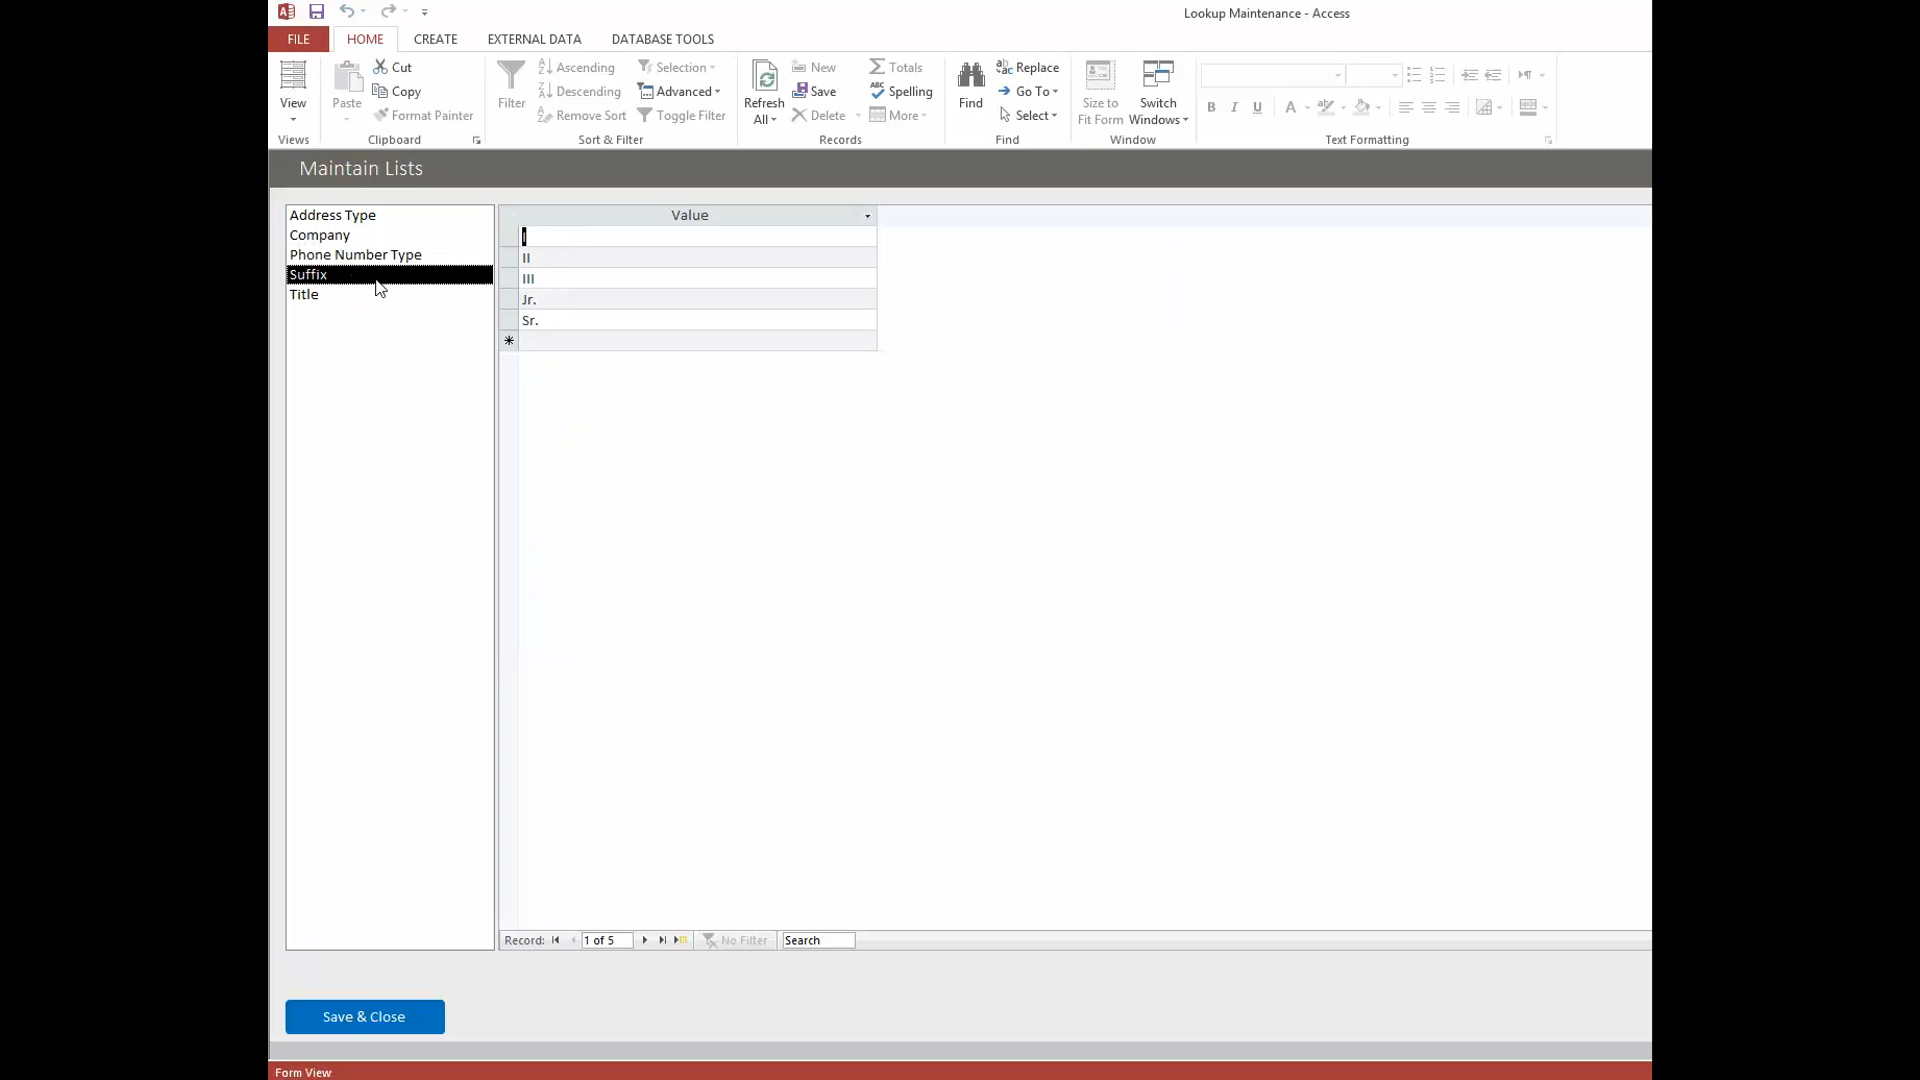 Lookup Maintenance - Access
FILE HOME CREATE EXTERNAL DATA DATABASE TOOLS
View
Views
Paste
Cut
Copy
Format Painter
Clipboard
Filter
Ascending
Descending
Remove Sort
Selection
Advanced
Toggle Filter
Sort & Filter
Refresh
All
New
Save
Delete
Totals
Spelling
More
Records
Find
Replace
Go To
Select
Find
Size to
Fit Form
Switch
Windows
Window
B I U A
Text Formatting
Maintain Lists
Address Type
Company
Phone Number Type
Suffix
Title
Value
I
II
III
Jr.
Sr.
Record: 1 of 5 No Filter Search
Save & Close
Form View